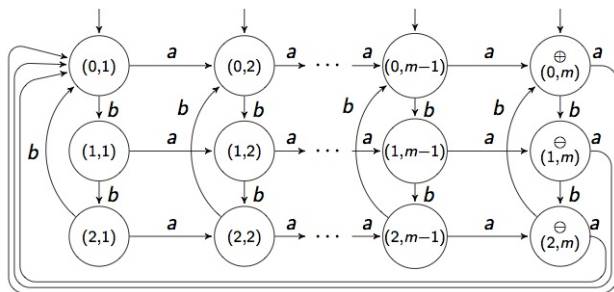 a a a a a
(0,1) (0,2) ··· (0,m−1) ⊕ (0,m)
b b b b b b
a a a a a
(1,1) (1,2) ··· (1,m−1) ⊖ (1,m)
b b b b b
a a a a a
(2,1) (2,2) ··· (2,m−1) ⊖ (2,m)